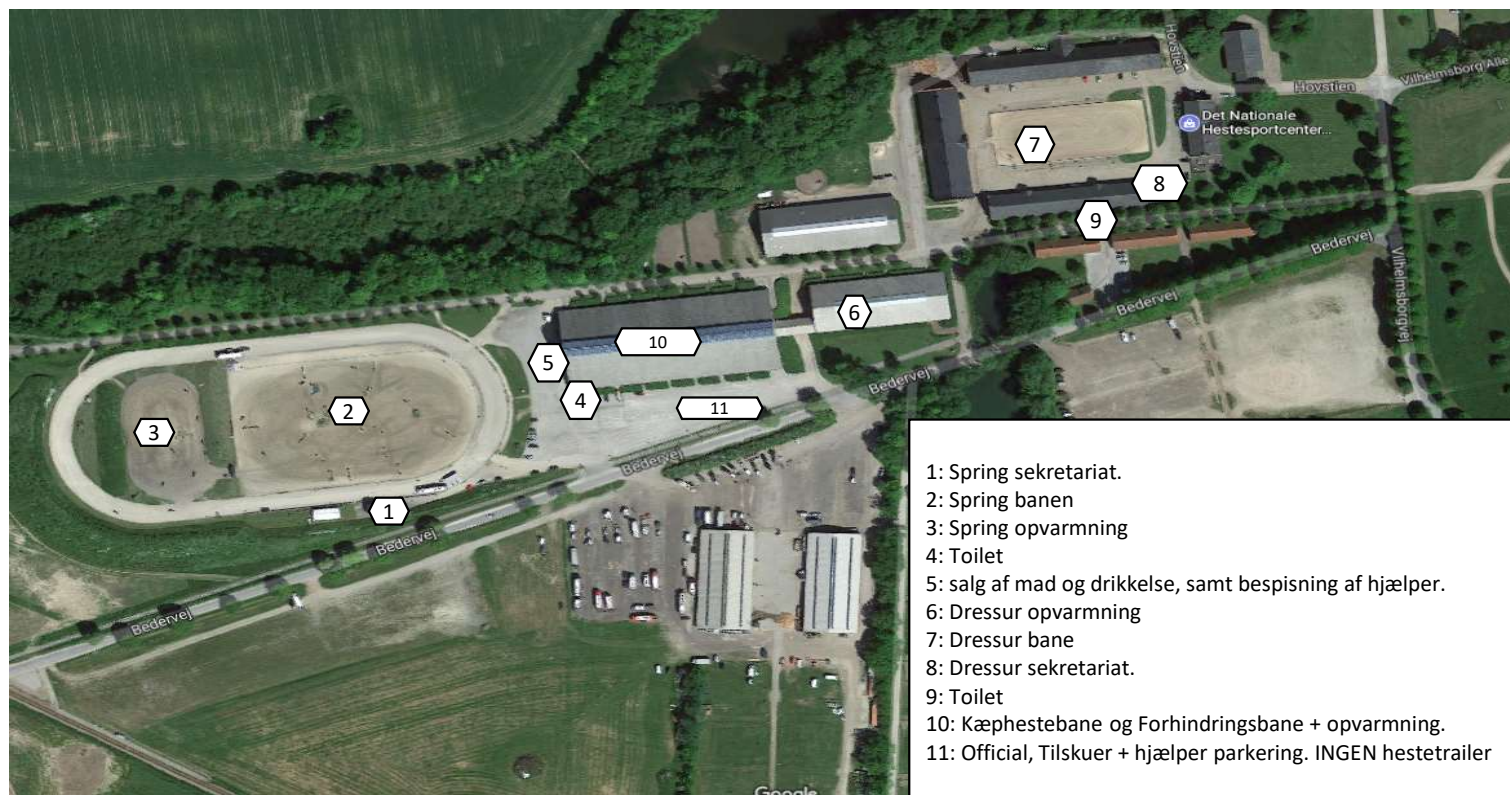 Hovstien
Hovstien
Vilhelmsborg Alle
Det Nationale
Hestesportcenter...
7
8
9
Bedervej
Vilhelmsborgvej
Bedervej
6
10
5
Bedervej
4
11
2
3
Bedervej
1
Bedervej
Bedervej
1: Spring sekretariat.
2: Spring banen
3: Spring opvarmning
4: Toilet
5: salg af mad og drikkelse, samt bespisning af hjælper.
6: Dressur opvarmning
7: Dressur bane
8: Dressur sekretariat.
9: Toilet
10: Kæphestebane og Forhindringsbane + opvarmning.
11: Official, Tilskuer + hjælper parkering. INGEN hestetrailer
Google